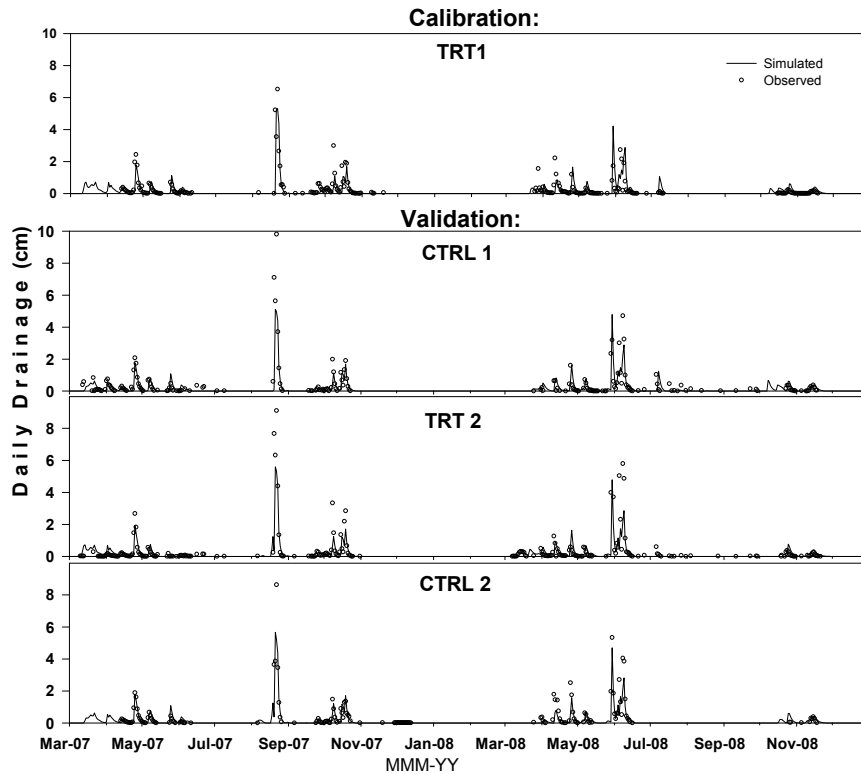 Calibration:
TRT1
Simulated
Observed
10
8
6
4
2
0
Validation:
CTRL 1
10
8
6
4
2
0
TRT 2
8
6
4
2
0
CTRL 2
8
6
4
2
0
Daily Drainage (cm)
Mar-07 May-07 Jul-07 Sep-07 Nov-07 Jan-08 Mar-08 May-08 Jul-08 Sep-08 Nov-08
MMM-YY